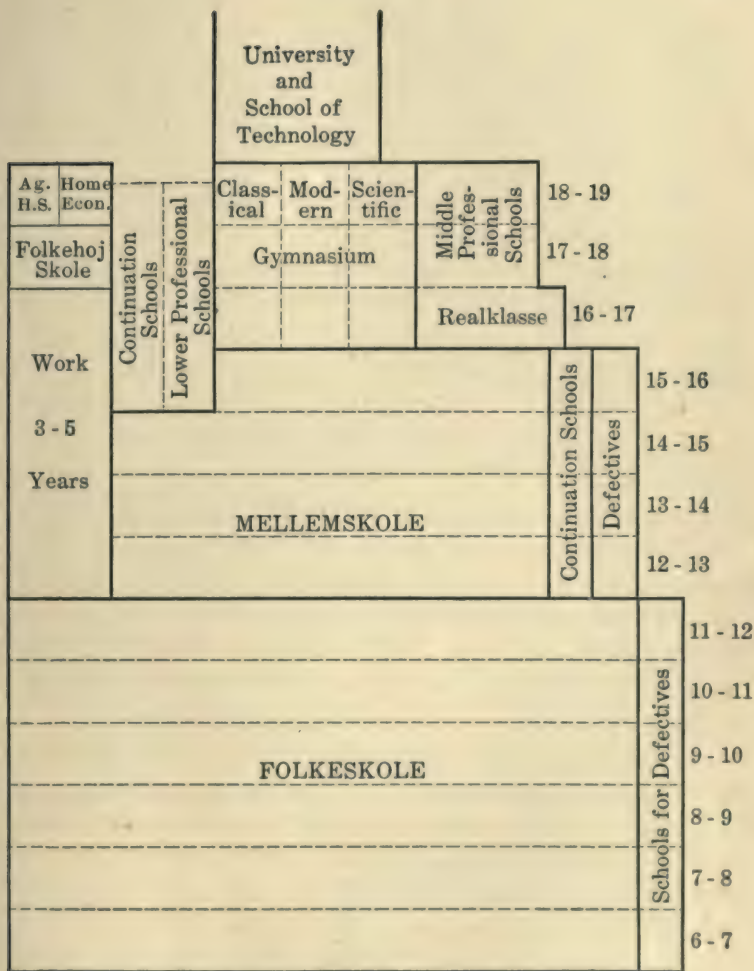 University
and
School of
Technology
Ag.
H.S.
Home
Econ.
Folkehoj
Skole
Work
3 - 5
Years
Continuation
Schools
Lower Professional
Schools
Class-
ical
Mod-
ern
Scien-
tific
Gymnasium
Middle
Profes-
sional
Schools
Realklasse
18 - 19
17 - 18
16 - 17
15 - 16
14 - 15
13 - 14
12 - 13
MELLEMSKOLE
Continuation Schools
Defectives
FOLKESKOLE
Schools for Defectives
11 - 12
10 - 11
9 - 10
8 - 9
7 - 8
6 - 7